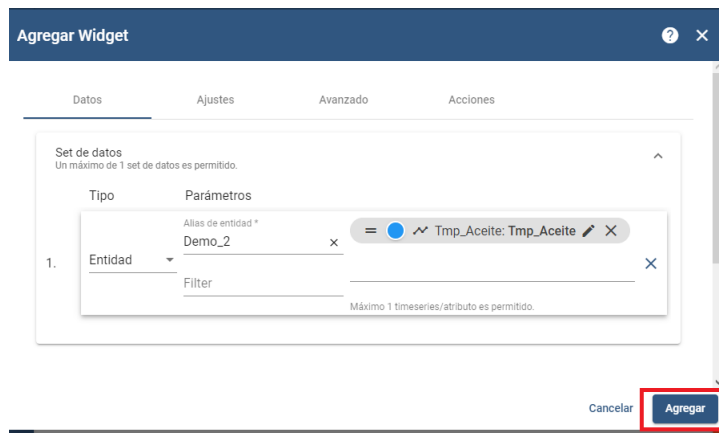 Agregar Widget
Datos Ajustes Avanzado Acciones
Set de datos
Un máximo de 1 set de datos es permitido.
Tipo Parámetros
1.
Entidad
Alias de entidad *
Demo_2
Filter
Tmp_Aceite: Tmp_Aceite
Máximo 1 timeseries/atributo es permitido.
Cancelar Agregar